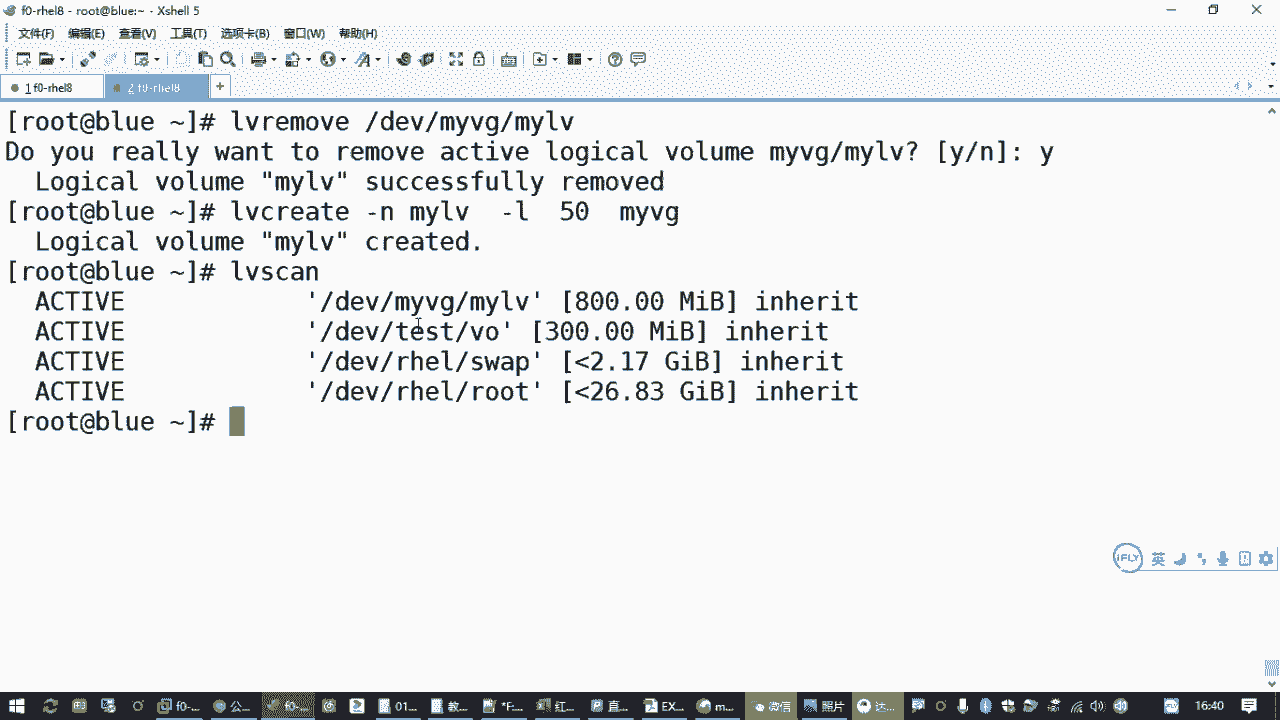 f0-rhel8 - root@blue:~ - Xshell 5
文件(F) 编辑(E) 查看(V) 工具(T) 选项卡(B) 窗口(W) 帮助(H)
1 f0-rhel8 2 f0-rhel8 +
[root@blue ~]# lvremove /dev/myvg/mylv
Do you really want to remove active logical volume myvg/mylv? [y/n]: y
Logical volume "mylv" successfully removed
[root@blue ~]# lvcreate -n mylv  -l  50  myvg
Logical volume "mylv" created.
[root@blue ~]# lvscan
ACTIVE            '/dev/myvg/mylv' [800.00 MiB] inherit
ACTIVE            '/dev/test/vo' [300.00 MiB] inherit
ACTIVE            '/dev/rhel/swap' [<2.17 GiB] inherit
ACTIVE            '/dev/rhel/root' [<26.83 GiB] inherit
[root@blue ~]#
iFLY 英
f0-... 公... f0-... 01... 教... *F... 红... 直... EX... m... 微信 照片 达... 16:40